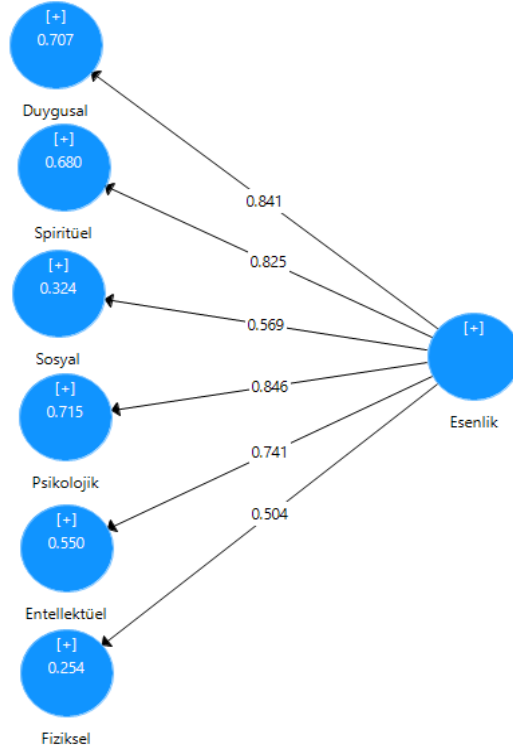 [+]
0.707
Duygusal
[+]
0.680
Spiritüel
[+]
0.324
Sosyal
[+]
0.715
Psikolojik
[+]
0.550
Entellektüel
[+]
0.254
Fiziksel
0.841
0.825
0.569
0.846
0.741
0.504
[+]
Esenlik